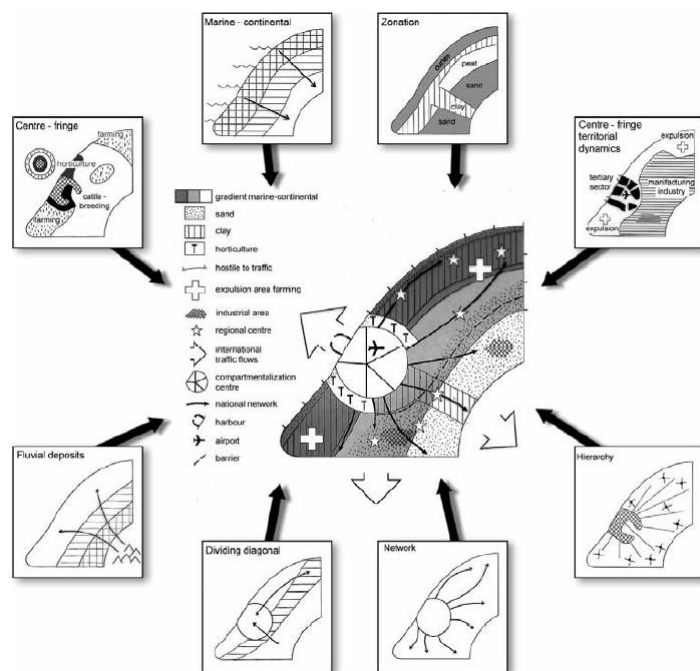 Marine - continental
Zonation
dunes
peat
sand
clay
sand
Centre - fringe
farming
horticulture
cattle -
breeding
farming
Centre - fringe
territorial
dynamics
expulsion
tertiary
sector
manifacturing
industry
expulsion
gradient marine-continental
sand
clay
horticulture
hostile to traffic
expulsion area farming
industrial area
regional centre
international
traffic flows
compartmentalization
centre
national network
harbour
airport
barrier
Fluvial deposits
Hierarchy
Dividing diagonal
Network